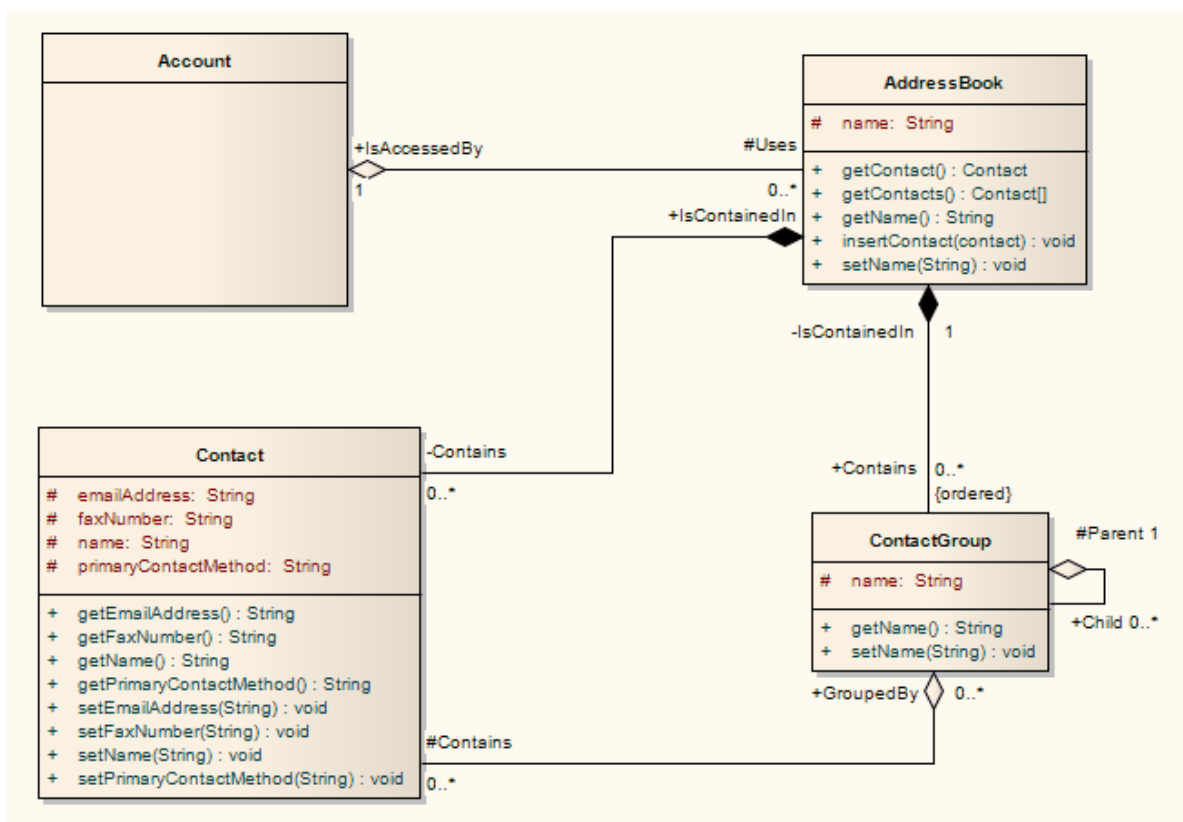 Account
AddressBook
# name: String
+ getContact() : Contact
+ getContacts() : Contact[]
+ getName() : String
+ insertContact(contact) : void
+ setName(String) : void
+IsAccessedBy
1
#Uses
0..*
+IsContainedIn
-IsContainedIn 1
-Contains
0..*
+Contains 0..*
{ordered}
Contact
# emailAddress: String
# faxNumber: String
# name: String
# primaryContactMethod: String
+ getEmailAddress() : String
+ getFaxNumber() : String
+ getName() : String
+ getPrimaryContactMethod() : String
+ setEmailAddress(String) : void
+ setFaxNumber(String) : void
+ setName(String) : void
+ setPrimaryContactMethod(String) : void
ContactGroup
# name: String
+ getName() : String
+ setName(String) : void
#Parent 1
+Child 0..*
+GroupedBy 0..*
#Contains
0..*